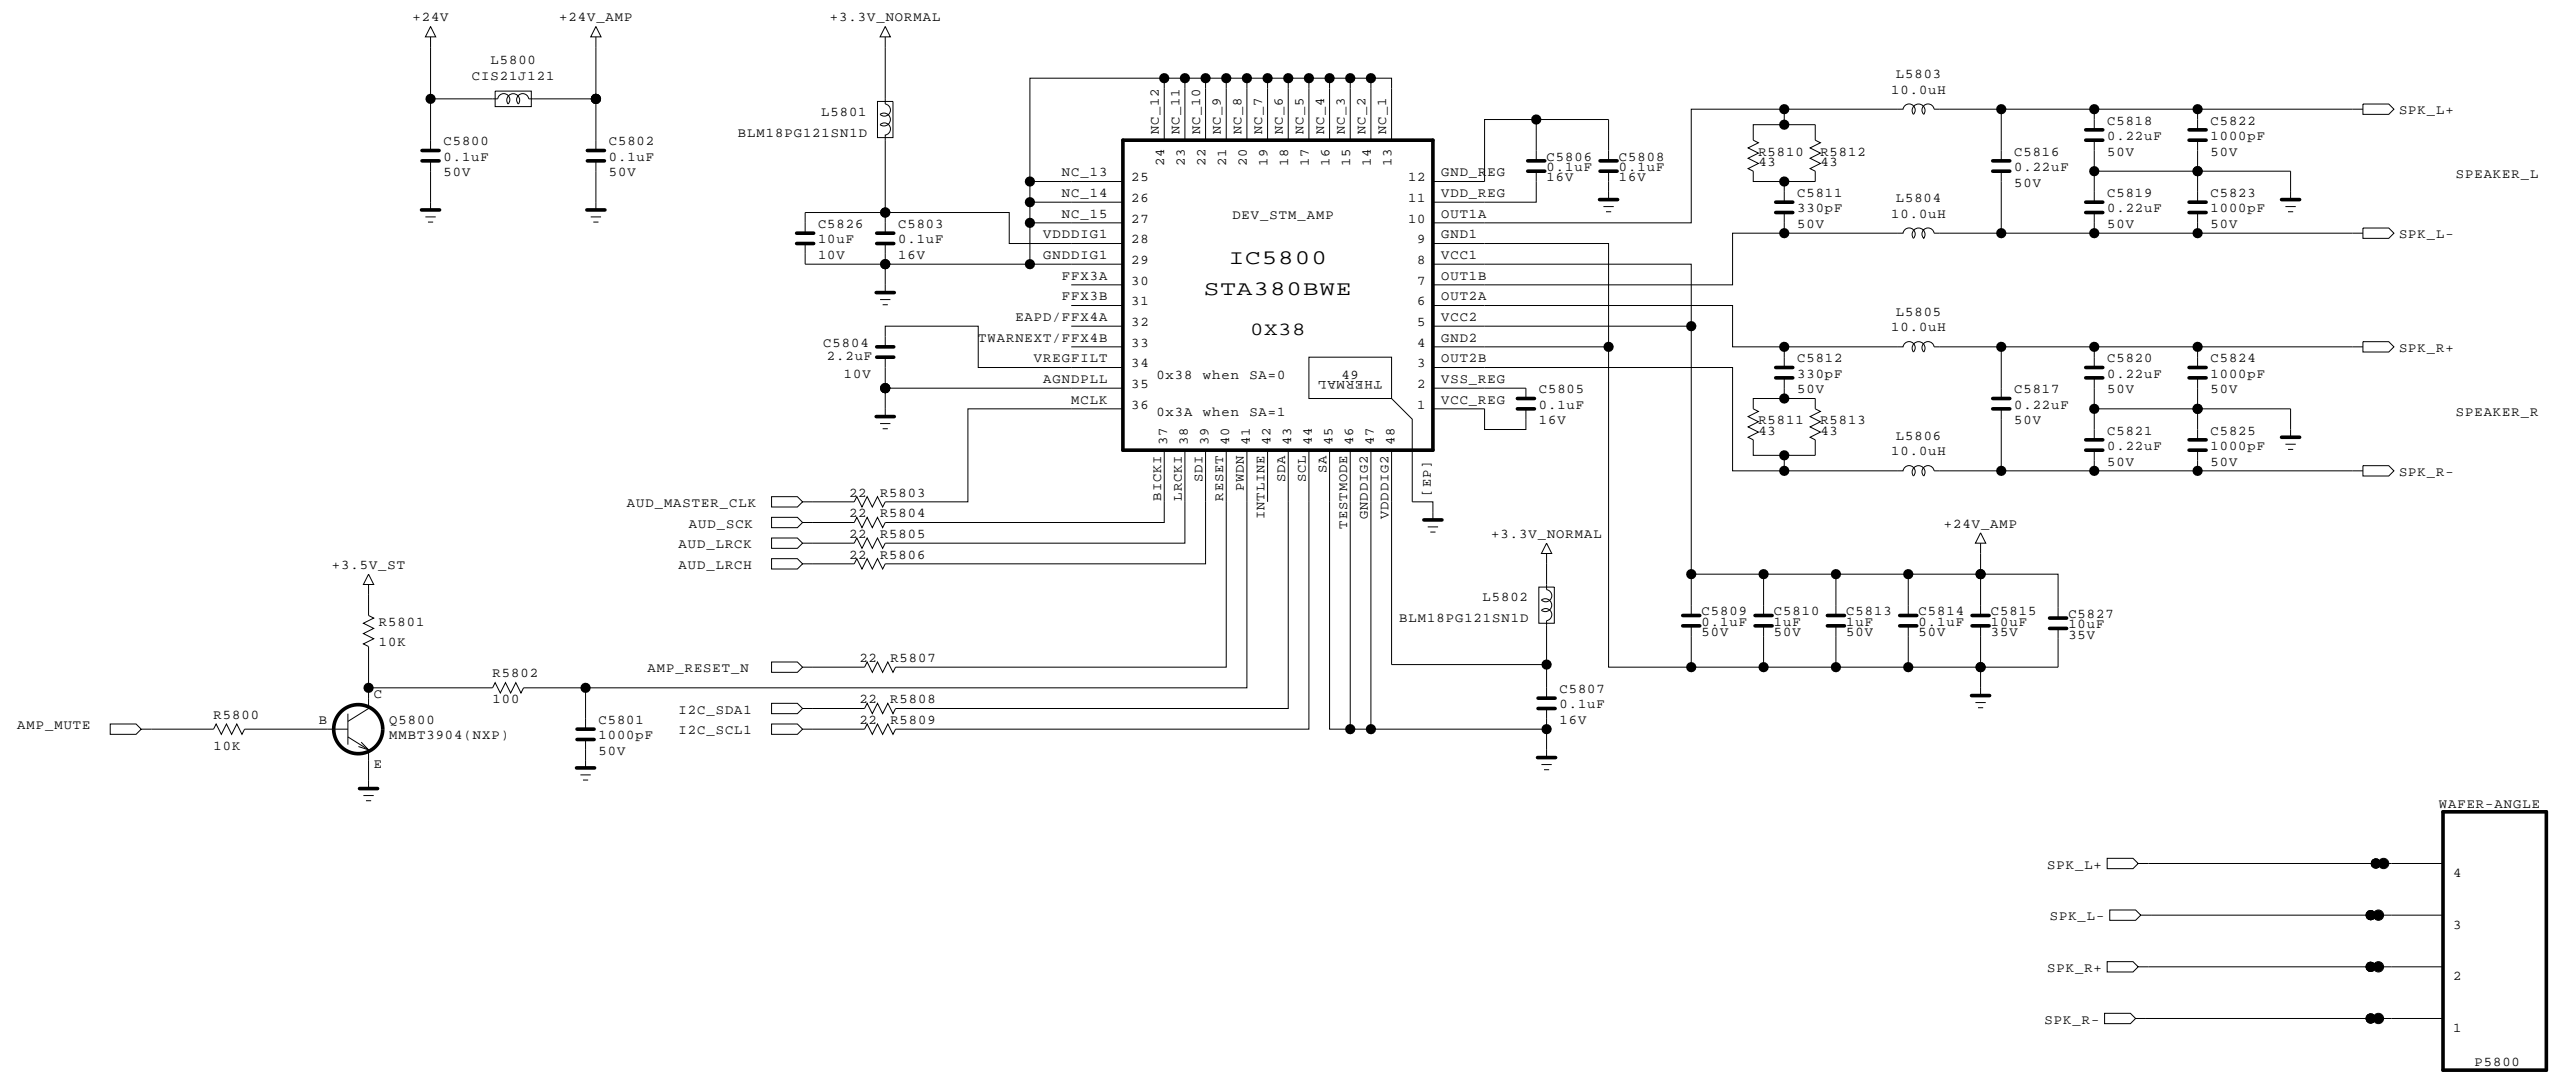 +24V
+24V_AMP
L5800
CIS21J121
C5800
0.1uF
50V
C5802
0.1uF
50V
+3.3V_NORMAL
L5801
BLM18PG121SN1D
C5826
10uF
10V
C5803
0.1uF
16V
C5804
2.2uF
10V
NC_12
NC_11
NC_10
NC_9
NC_8
NC_7
NC_6
NC_5
NC_4
NC_3
NC_2
NC_1
24
23
22
21
20
19
18
17
16
15
14
13
NC_13
25
NC_14
26
NC_15
27
VDDDIG1
28
GNDDIG1
29
FFX3A
30
FFX3B
31
EAPD/FFX4A
32
TWARNEXT/FFX4B
33
VREGFILT
34
AGNDPLL
35
MCLK
36
DEV_STM_AMP
IC5800
STA380BWE
0X38
0x38 when SA=0
0x3A when SA=1
49
THERMAL
12
GND_REG
11
VDD_REG
10
OUT1A
9
GND1
8
VCC1
7
OUT1B
6
OUT2A
5
VCC2
4
GND2
3
OUT2B
2
VSS_REG
1
VCC_REG
37
38
39
40
41
42
43
44
45
46
47
48
BICKI
LRCKI
SDI
RESET
PWDN
INTLINE
SDA
SCL
SA
TESTMODE
GNDDIG2
VDDDIG2
[EP]
C5806
0.1uF
16V
C5808
0.1uF
16V
C5805
0.1uF
16V
L5803
10.0uH
R5810
43
R5812
43
C5811
330pF
50V
L5804
10.0uH
C5816
0.22uF
50V
C5818
0.22uF
50V
C5822
1000pF
50V
C5819
0.22uF
50V
C5823
1000pF
50V
SPK_L+
SPEAKER_L
SPK_L-
L5805
10.0uH
C5812
330pF
50V
R5811
43
R5813
43
L5806
10.0uH
C5817
0.22uF
50V
C5820
0.22uF
50V
C5824
1000pF
50V
C5821
0.22uF
50V
C5825
1000pF
50V
SPK_R+
SPEAKER_R
SPK_R-
AUD_MASTER_CLK
22 R5803
AUD_SCK
22 R5804
AUD_LRCK
22 R5805
AUD_LRCH
22 R5806
AMP_RESET_N
22 R5807
I2C_SDA1
22 R5808
I2C_SCL1
22 R5809
+3.5V_ST
R5801
10K
R5802
100
AMP_MUTE
R5800
10K
B
C
E
Q5800
MMBT3904(NXP)
C5801
1000pF
50V
+3.3V_NORMAL
L5802
BLM18PG121SN1D
C5807
0.1uF
16V
+24V_AMP
C5809
0.1uF
50V
C5810
1uF
50V
C5813
1uF
50V
C5814
0.1uF
50V
C5815
10uF
35V
C5827
10uF
35V
WAFER-ANGLE
SPK_L+
4
SPK_L-
3
SPK_R+
2
SPK_R-
1
P5800